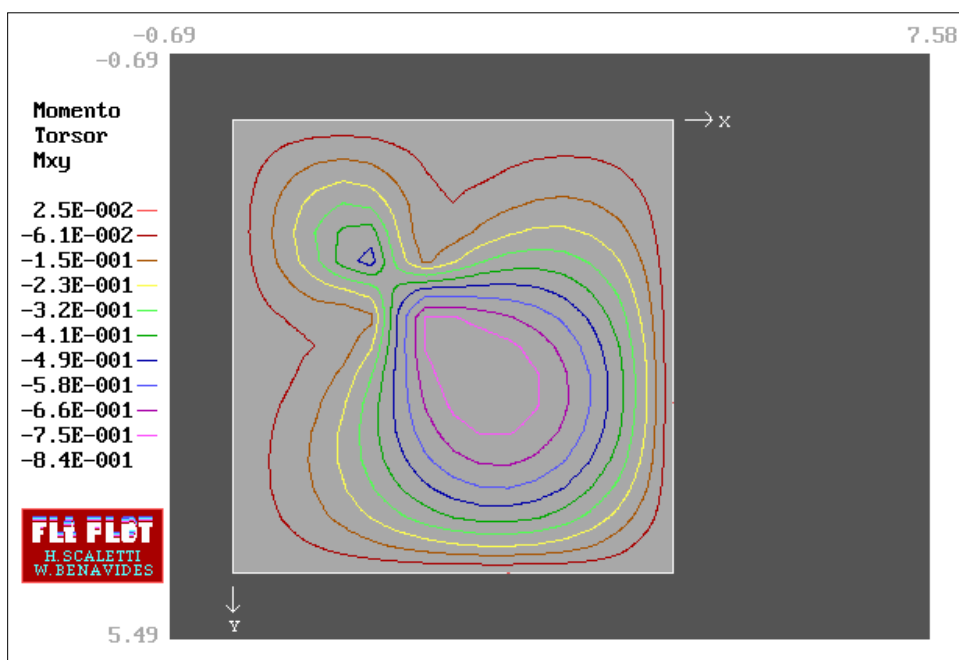 -0.69 7.58
-0.69
Momento
Torsor
Mxy
X
2.5E-002
-6.1E-002
-1.5E-001
-2.3E-001
-3.2E-001
-4.1E-001
-4.9E-001
-5.8E-001
-6.6E-001
-7.5E-001
-8.4E-001
FLE PLOT
H.SCALETTI
W.BENAVIDES
Y
5.49